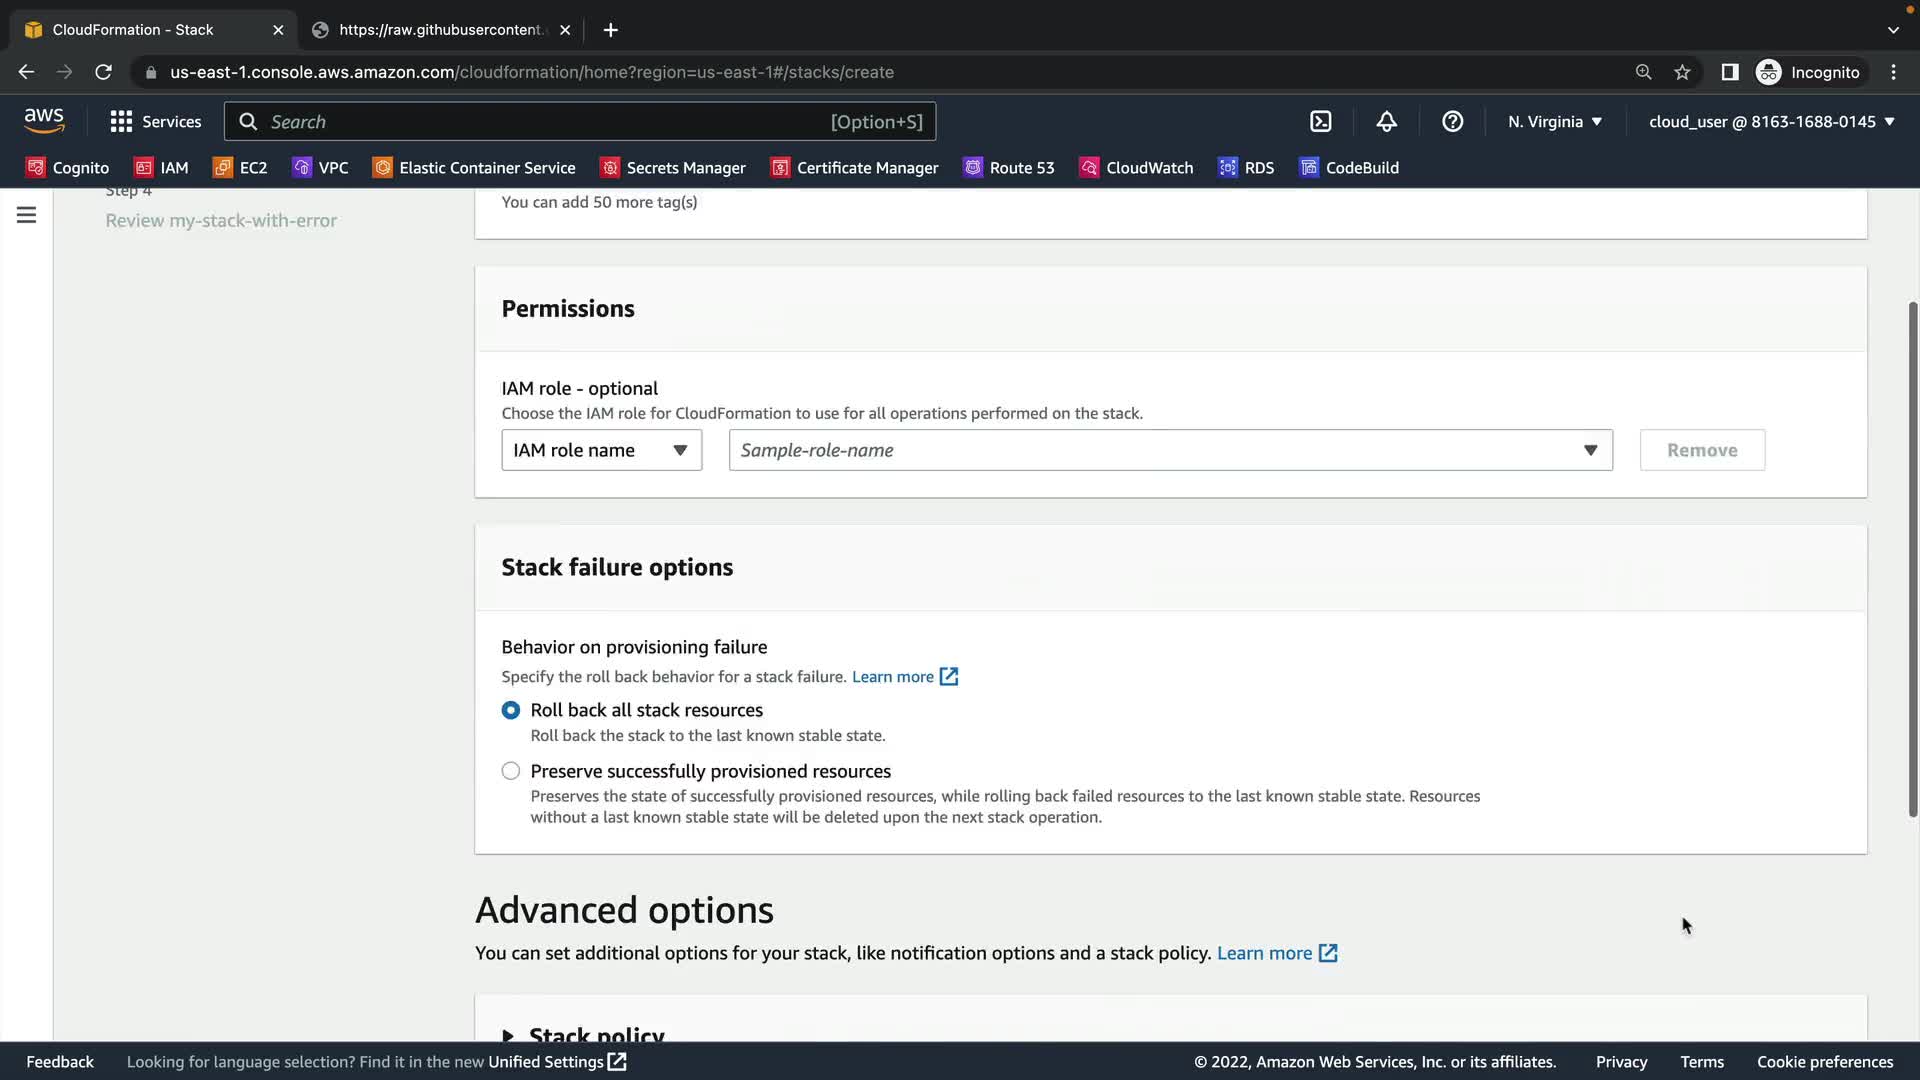 CloudFormation - Stack
https://raw.githubusercontent.
us-east-1.console.aws.amazon.com/cloudformation/home?region=us-east-1#/stacks/create
Incognito
aws
Services
Search
[Option+S]
N. Virginia
cloud_user @ 8163-1688-0145
Cognito
IAM
EC2
VPC
Elastic Container Service
Secrets Manager
Certificate Manager
Route 53
CloudWatch
RDS
CodeBuild
Step 4
Review my-stack-with-error
You can add 50 more tag(s)
Permissions
IAM role - optional
Choose the IAM role for CloudFormation to use for all operations performed on the stack.
IAM role name
Sample-role-name
Remove
Stack failure options
Behavior on provisioning failure
Specify the roll back behavior for a stack failure. Learn more
Roll back all stack resources
Roll back the stack to the last known stable state.
Preserve successfully provisioned resources
Preserves the state of successfully provisioned resources, while rolling back failed resources to the last known stable state. Resources
without a last known stable state will be deleted upon the next stack operation.
Advanced options
You can set additional options for your stack, like notification options and a stack policy. Learn more
Stack policy
Feedback
Looking for language selection? Find it in the new Unified Settings
© 2022, Amazon Web Services, Inc. or its affiliates.
Privacy
Terms
Cookie preferences